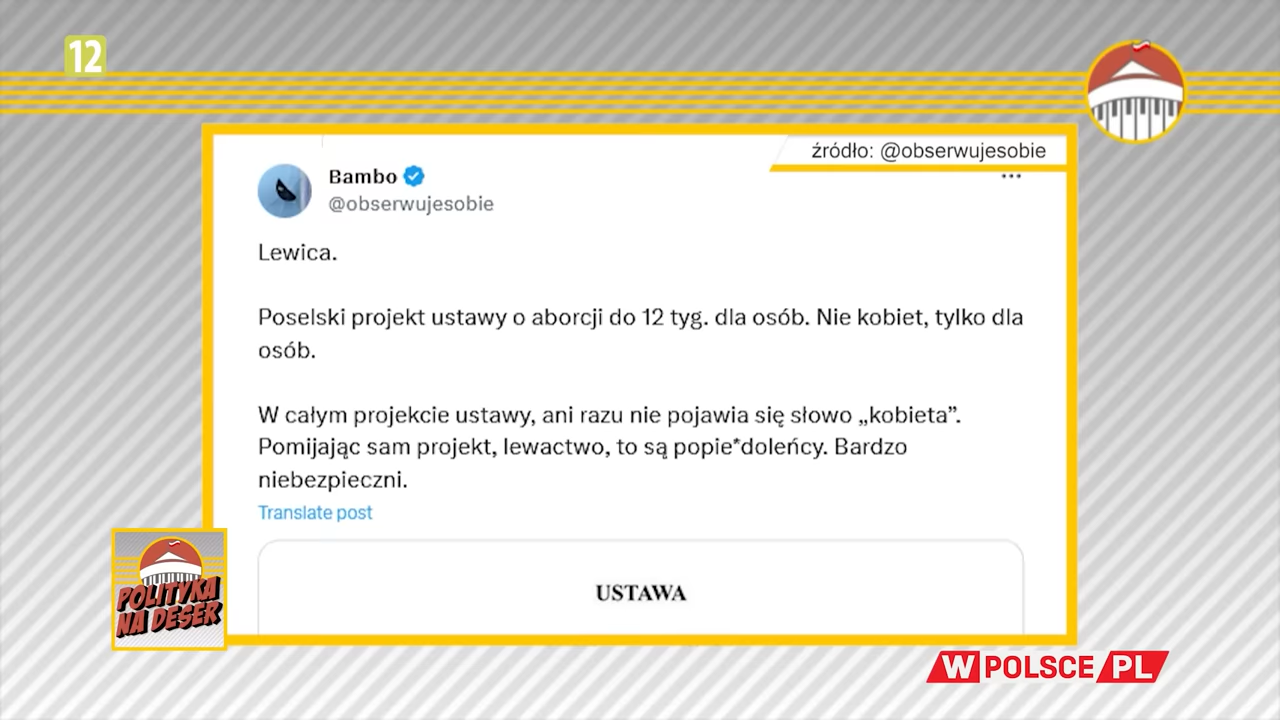 12
źródło: @obserwujesobie
Bambo
@obserwujesobie
Lewica.
Poselski projekt ustawy o aborcji do 12 tyg. dla osób. Nie kobiet, tylko dla
osób.
W całym projekcie ustawy, ani razu nie pojawia się słowo „kobieta”.
Pomijając sam projekt, lewactwo, to są popie*doleńcy. Bardzo
niebezpieczni.
Translate post
USTAWA
POLITYKA
NA DESER
WPOLSCE PL